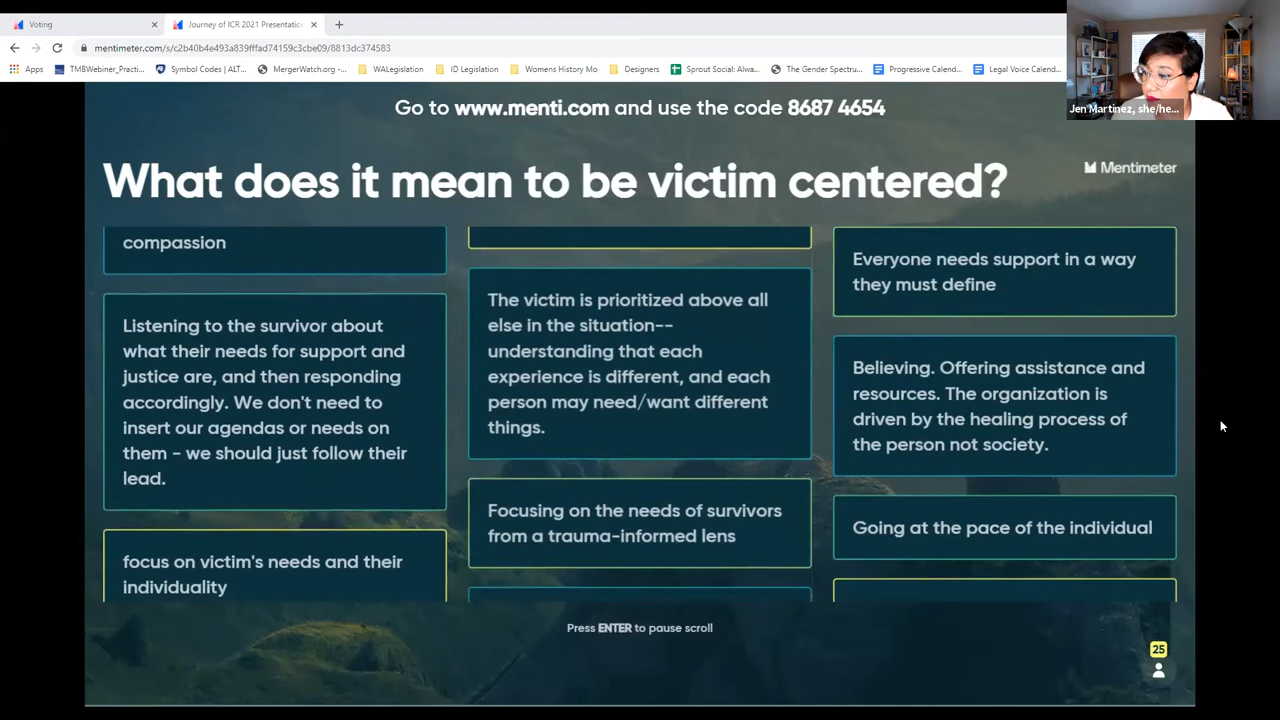 Voting
Journey of ICR 2021 Presentatio
mentimeter.com/s/c2b40b4e493a839fffad74159c3cbe09/8813dc374583
Apps
TMBWebiner_Practi...
Symbol Codes | ALT...
MergerWatch.org -...
WALegislation
ID Legislation
Womens History Mo
Designers
Sprout Social: Alwa...
The Gender Spectru...
Progressive Calend...
Legal Voice Calend...
Jen Martinez, she/he...
Go to www.menti.com and use the code 8687 4654
What does it mean to be victim centered?
Mentimeter
compassion
Listening to the survivor about
what their needs for support and
justice are, and then responding
accordingly. We don't need to
insert our agendas or needs on
them - we should just follow their
lead.
focus on victim's needs and their
individuality
The victim is prioritized above all
else in the situation--
understanding that each
experience is different, and each
person may need/want different
things.
Focusing on the needs of survivors
from a trauma-informed lens
Everyone needs support in a way
they must define
Believing. Offering assistance and
resources. The organization is
driven by the healing process of
the person not society.
Going at the pace of the individual
Press ENTER to pause scroll
25